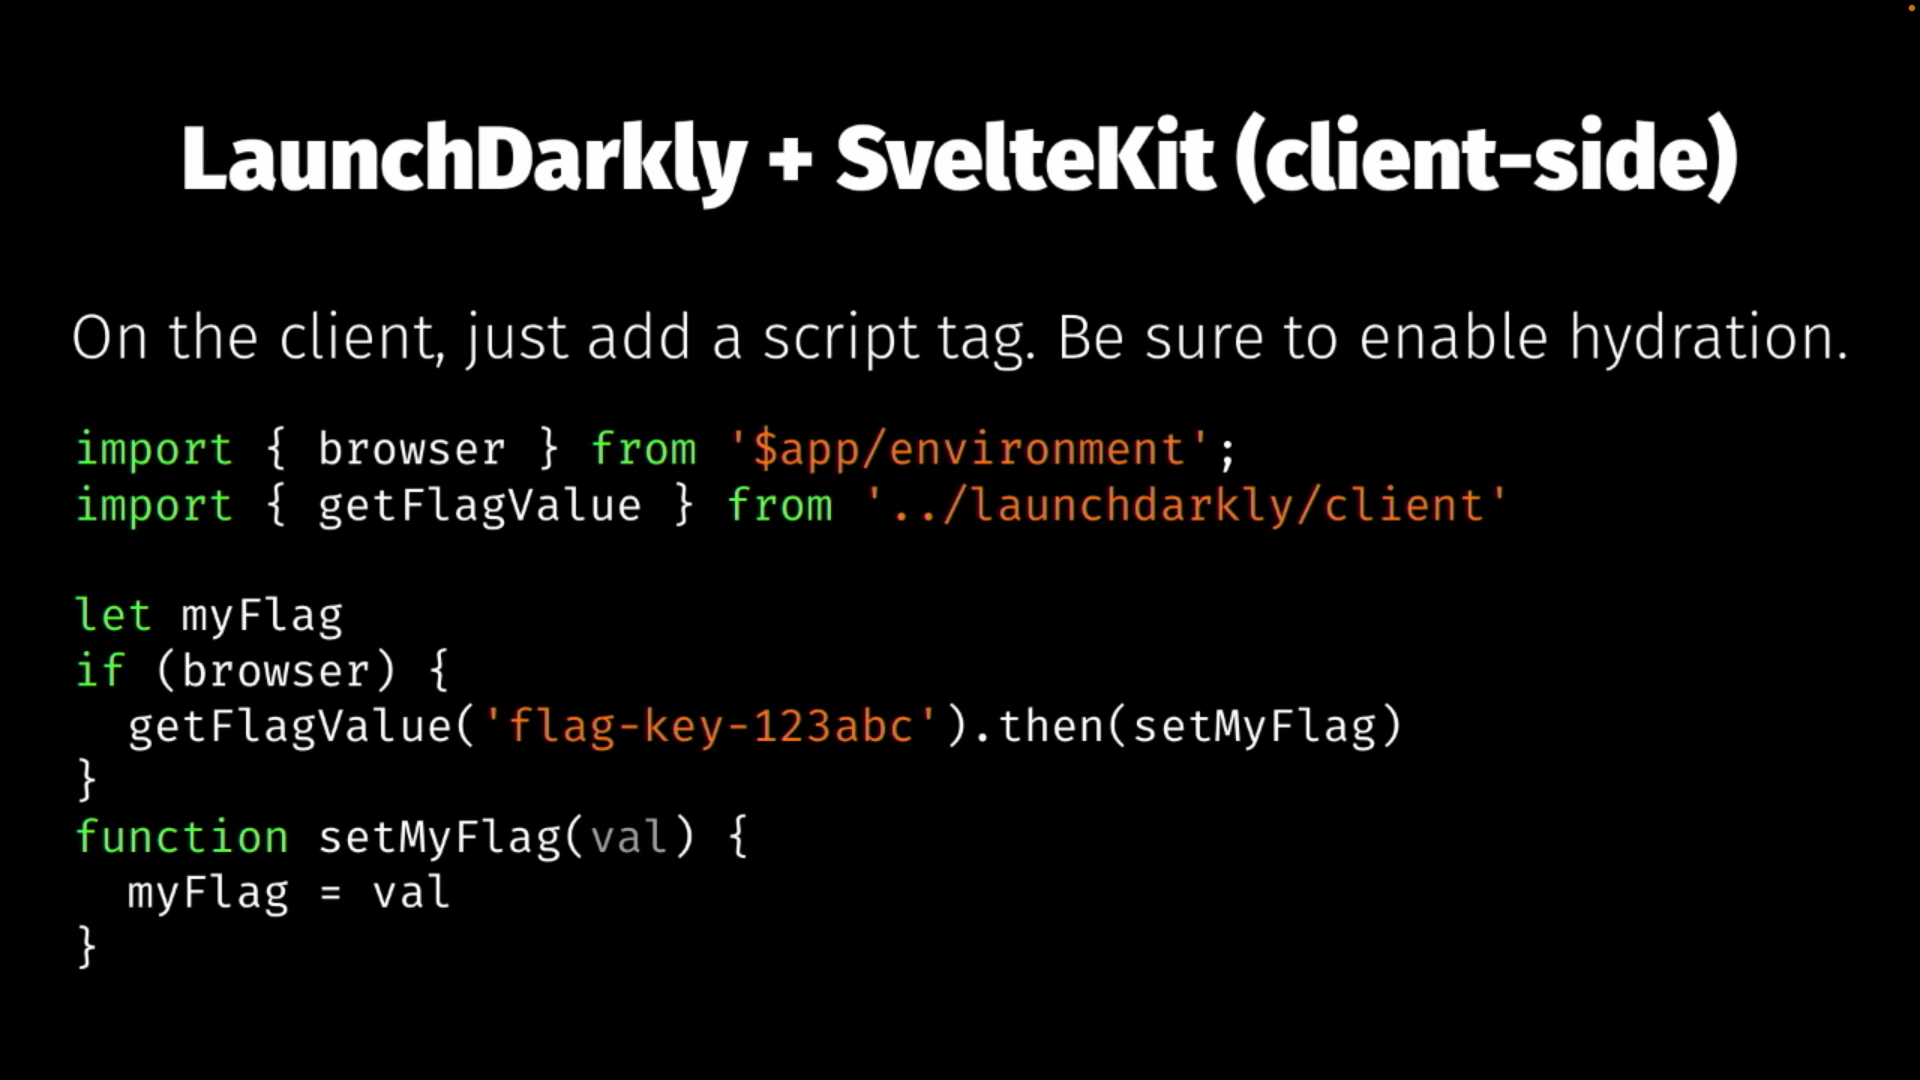 LaunchDarkly + SvelteKit (client-side)
On the client, just add a script tag. Be sure to enable hydration.
import { browser } from '$app/environment';
import { getFlagValue } from '../launchdarkly/client'
let myFlag
if (browser) {
  getFlagValue('flag-key-123abc').then(setMyFlag)
}
function setMyFlag(val) {
  myFlag = val
}